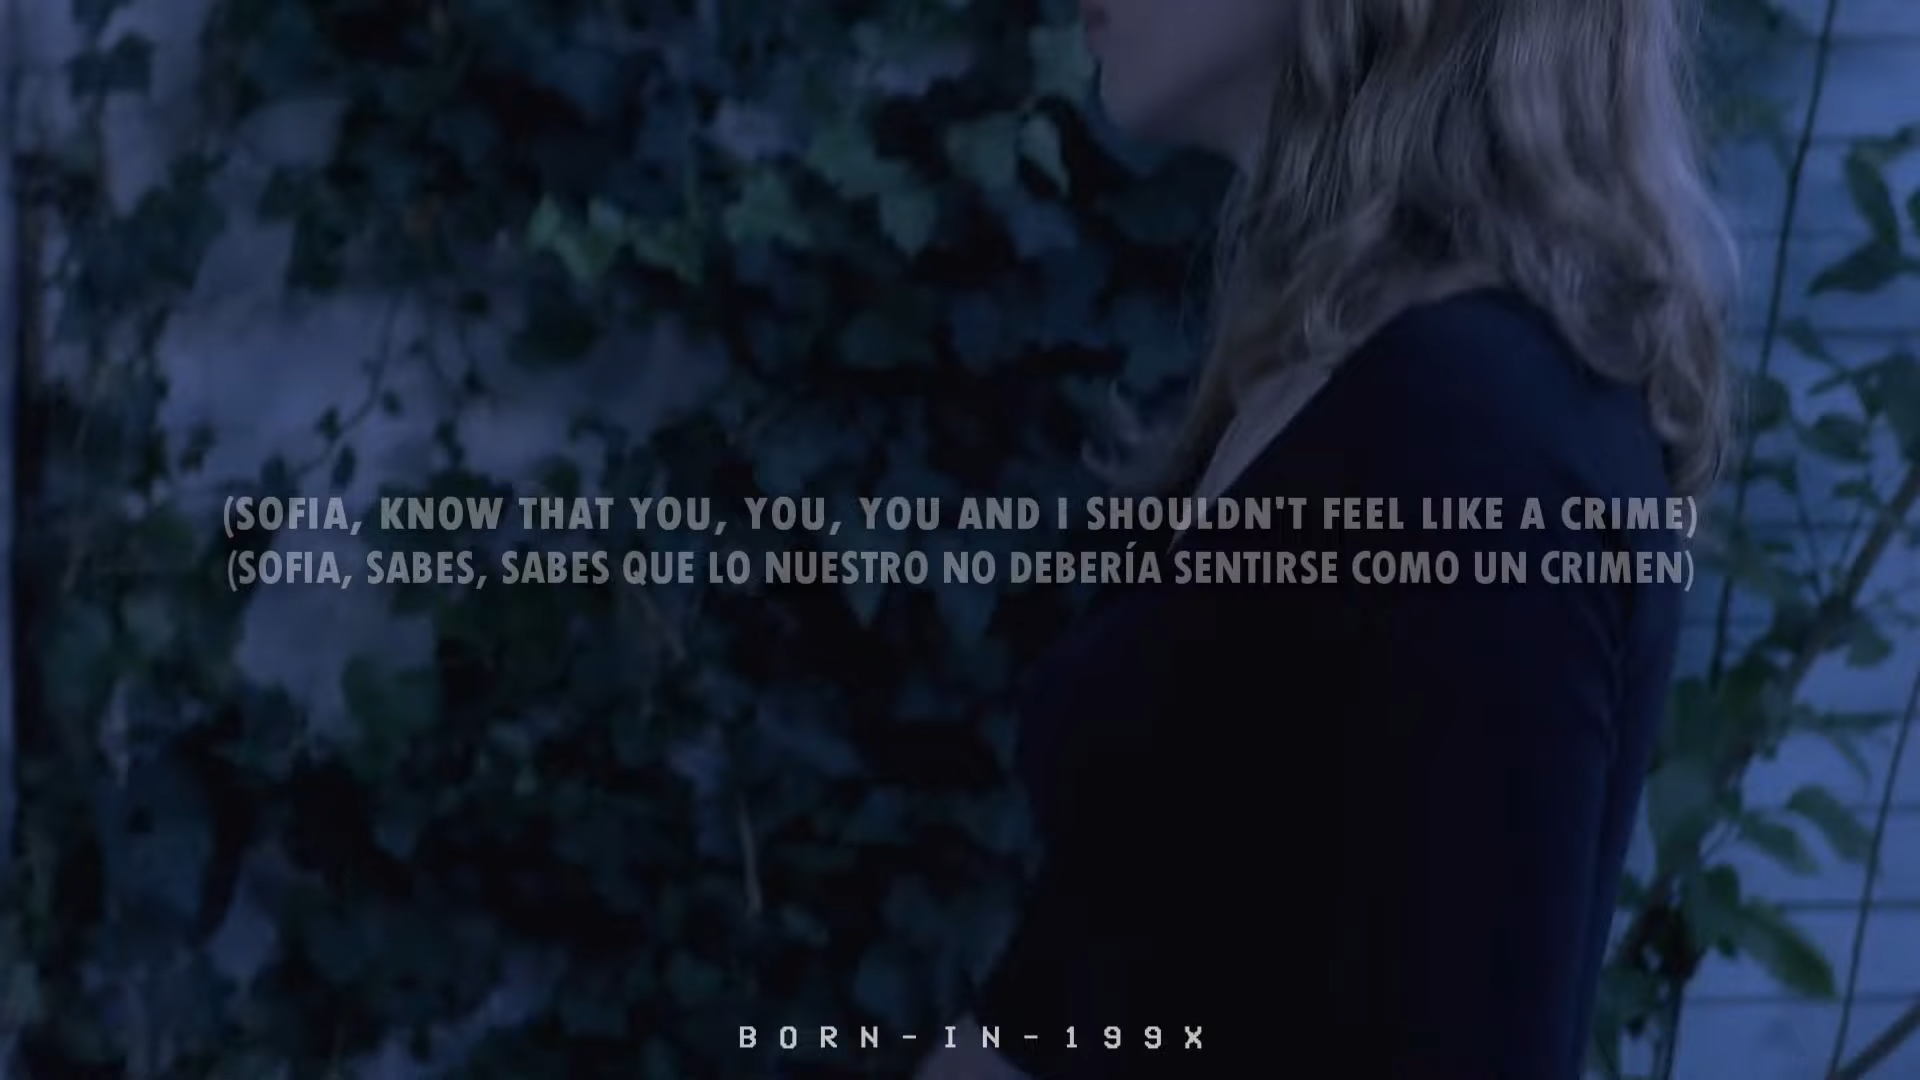 (SOFIA, KNOW THAT YOU, YOU, YOU AND I SHOULDN'T FEEL LIKE A CRIME)
(SOFIA, SABES, SABES QUE LO NUESTRO NO DEBERÍA SENTIRSE COMO UN CRIMEN)
BORN-IN-199X